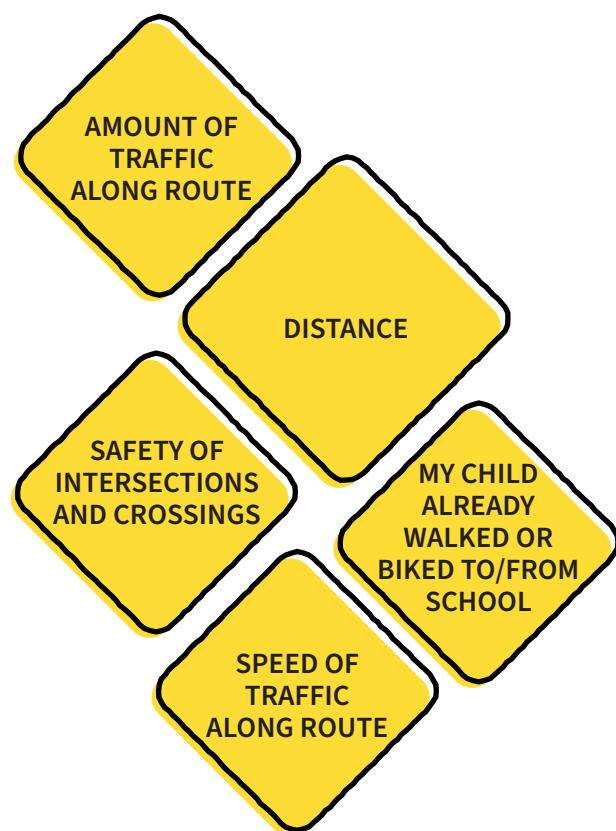 AMOUNT OF
TRAFFIC
ALONG ROUTE
DISTANCE
SAFETY OF
INTERSECTIONS
AND CROSSINGS
MY CHILD
ALREADY
WALKED OR
BIKED TO/FROM
SCHOOL
SPEED OF
TRAFFIC
ALONG ROUTE